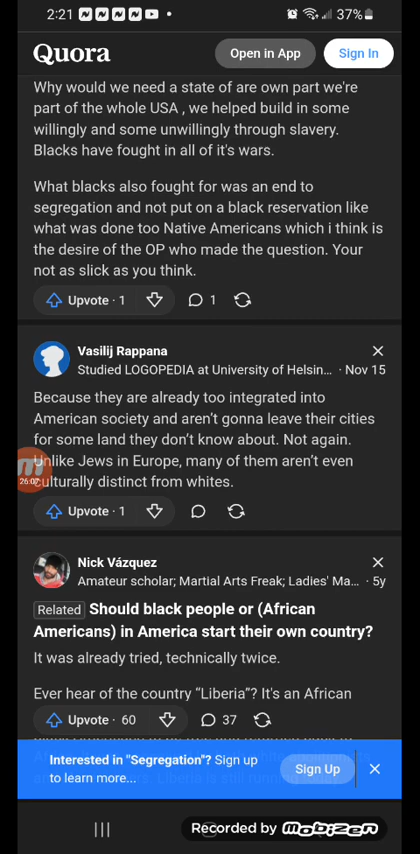 2:21
37%
Quora
Open in App
Sign In
Why would we need a state of are own part we're
part of the whole USA , we helped build in some
willingly and some unwillingly through slavery.
Blacks have fought in all of it's wars.
What blacks also fought for was an end to
segregation and not put on a black reservation like
what was done too Native Americans which i think is
the desire of the OP who made the question. Your
not as slick as you think.
Upvote · 1
1
Vasilij Rappana
Studied LOGOPEDIA at University of Helsin... · Nov 15
Because they are already too integrated into
American society and aren't gonna leave their cities
for some land they don't know about. Not again.
Unlike Jews in Europe, many of them aren't even
culturally distinct from whites.
26:07
Upvote · 1
Nick Vázquez
Amateur scholar; Martial Arts Freak; Ladies' Ma... · 5y
Related Should black people or (African
Americans) in America start their own country?
It was already tried, technically twice.
Ever hear of the country “Liberia”? It's an African
Upvote · 60
37
Interested in "Segregation"? Sign up
to learn more...
Sign Up
Recorded by mobizen